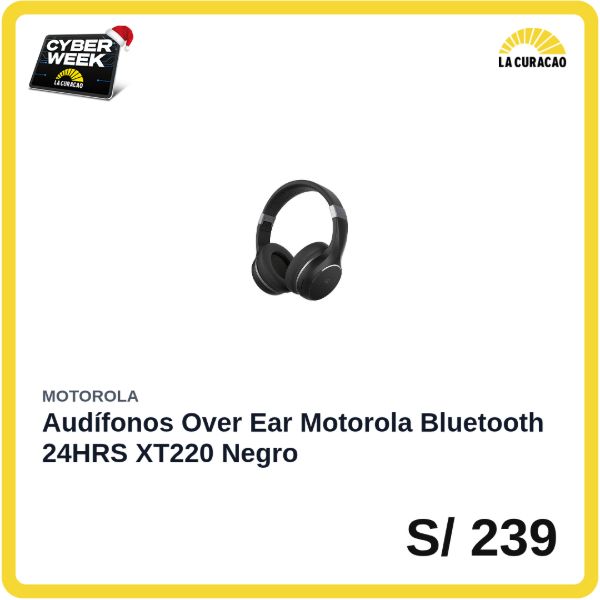 CYBER
WEEK
LA CURACAO
LA CURACAO
MOTOROLA
Audífonos Over Ear Motorola Bluetooth
24HRS XT220 Negro
S/ 239